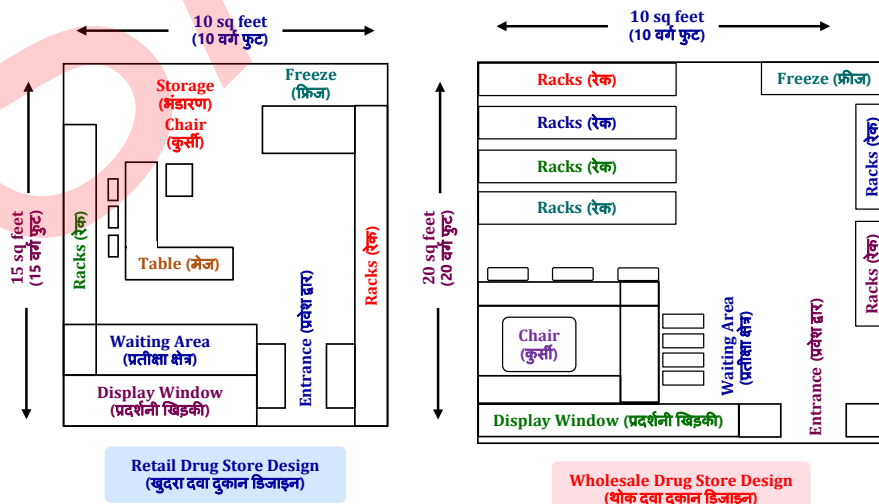 10 sq feet
(10 वर्ग फुट)
15 sq feet
(15 वर्ग फुट)
Storage
(भंडारण)
Chair
(कुर्सी)
Freeze
(फ्रिज)
Racks (रेक)
Table (मेज)
Racks (रेक)
Waiting Area
(प्रतीक्षा क्षेत्र)
Entrance (प्रवेश द्वार)
Display Window
(प्रदर्शनी खिड़की)
Retail Drug Store Design
(खुदरा दवा दुकान डिजाइन)
10 sq feet
(10 वर्ग फुट)
20 sq feet
(20 वर्ग फुट)
Racks (रेक)
Freeze (फ्रीज)
Racks (रेक)
Racks (रेक)
Racks (रेक)
Racks (रेक)
Racks (रेक)
Chair
(कुर्सी)
Waiting Area
(प्रतीक्षा क्षेत्र)
Entrance (प्रवेश द्वार)
Display Window (प्रदर्शनी खिड़की)
Wholesale Drug Store Design
(थोक दवा दुकान डिजाइन)